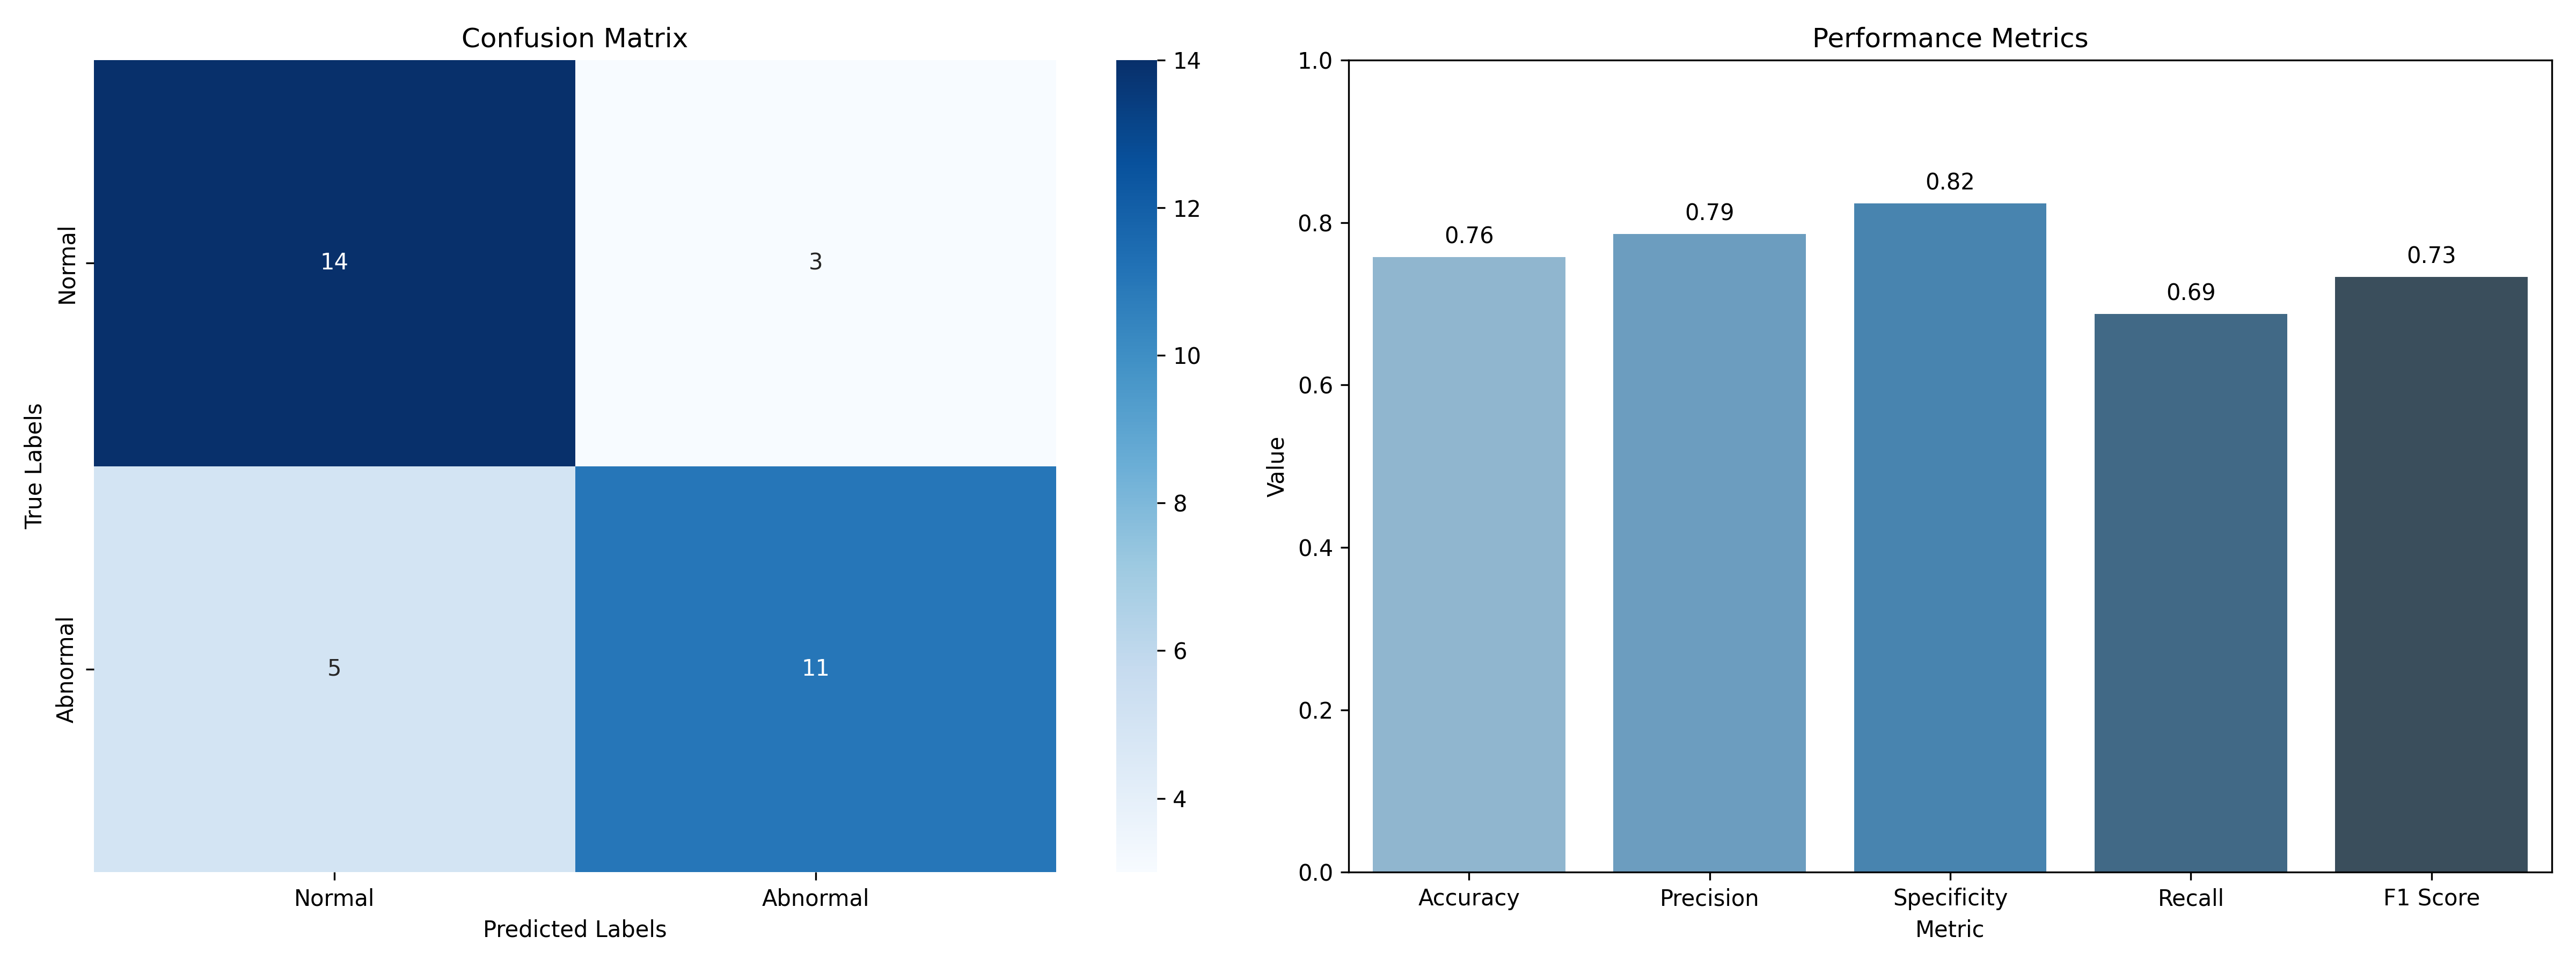 Confusion Matrix
True Labels
Normal
Abnormal
14
3
5
11
Normal
Abnormal
Predicted Labels
14
12
10
8
6
4
Performance Metrics
Value
1.0
0.8
0.6
0.4
0.2
0.0
0.76
0.79
0.82
0.69
0.73
Accuracy
Precision
Specificity
Recall
F1 Score
Metric